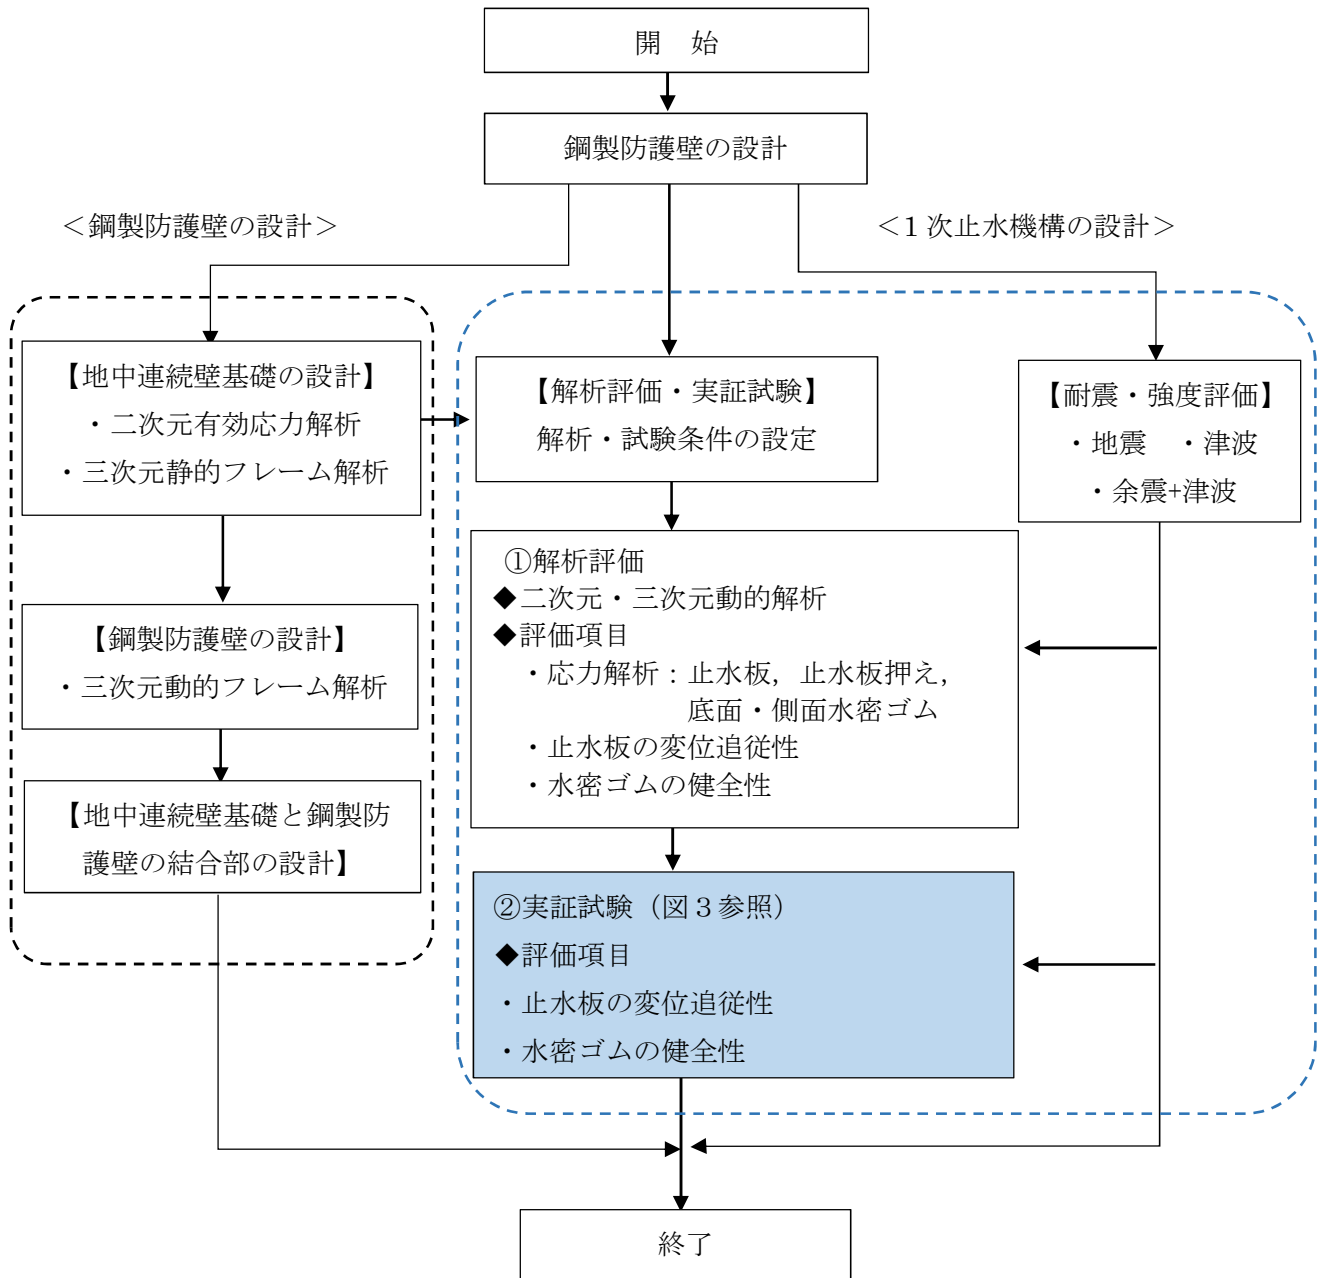 開　始
鋼製防護壁の設計
＜鋼製防護壁の設計＞
＜1 次止水機構の設計＞
【地中連続壁基礎の設計】
・二次元有効応力解析
・三次元静的フレーム解析
【鋼製防護壁の設計】
・三次元動的フレーム解析
【地中連続壁基礎と鋼製防
護壁の結合部の設計】
【解析評価・実証試験】
解析・試験条件の設定
①解析評価
◆二次元・三次元動的解析
◆評価項目
・応力解析：止水板，止水板押え，
底面・側面水密ゴム
・止水板の変位追従性
・水密ゴムの健全性
②実証試験（図３参照）
◆評価項目
・止水板の変位追従性
・水密ゴムの健全性
【耐震・強度評価】
・地震　・津波
・余震+津波
終了